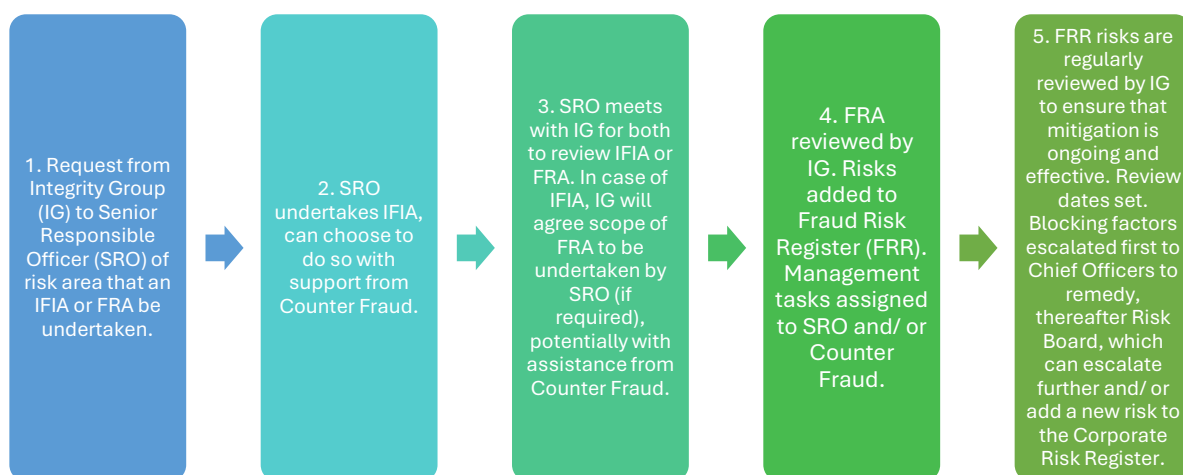 1. Request from
Integrity Group
(IG) to Senior
Responsible
Officer (SRO) of
risk area that an
IFIA or FRA be
undertaken.
2. SRO
undertakes IFIA,
can choose to
do so with
support from
Counter Fraud.
3. SRO meets
with IG for both
to review IFIA or
FRA. In case of
IFIA, IG will
agree scope of
FRA to be
undertaken by
SRO (if
required),
potentially with
assistance from
Counter Fraud.
4. FRA
reviewed by
IG. Risks
added to
Fraud Risk
Register (FRR).
Management
tasks assigned
to SRO and/ or
Counter
Fraud.
5. FRR risks are
regularly
reviewed by IG
to ensure that
mitigation is
ongoing and
effective. Review
dates set.
Blocking factors
escalated first to
Chief Officers to
remedy,
thereafter Risk
Board, which
can escalate
further and/ or
add a new risk to
the Corporate
Risk Register.